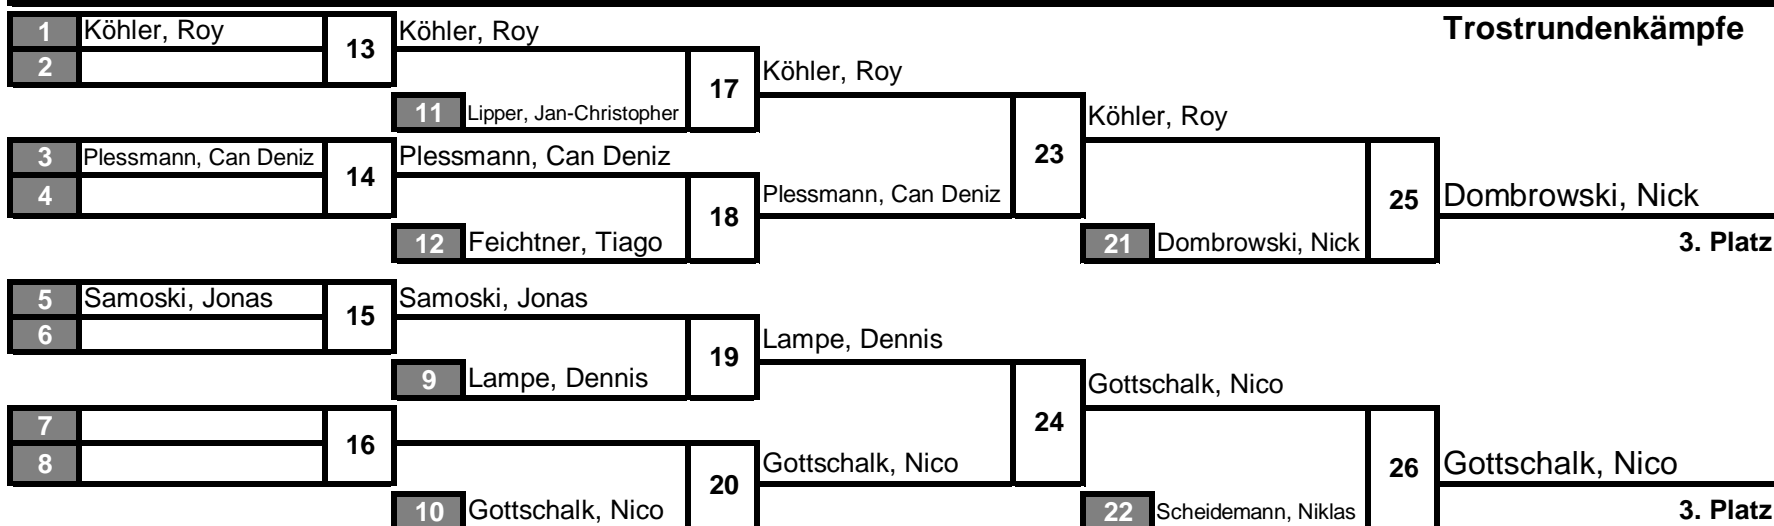 Trostrundenkämpfe
1 Köhler, Roy 13 Köhler, Roy
2
17 Köhler, Roy
11 Lipper, Jan-Christopher
Köhler, Roy
3 Plessmann, Can Deniz 14 Plessmann, Can Deniz
23
4
18 Plessmann, Can Deniz
25 Dombrowski, Nick
12 Feichtner, Tiago
21 Dombrowski, Nick
3. Platz
5 Samoski, Jonas 15 Samoski, Jonas
6
19 Lampe, Dennis
9 Lampe, Dennis
Gottschalk, Nico
7
16
24
8
20 Gottschalk, Nico
26 Gottschalk, Nico
10 Gottschalk, Nico
22 Scheidemann, Niklas
3. Platz